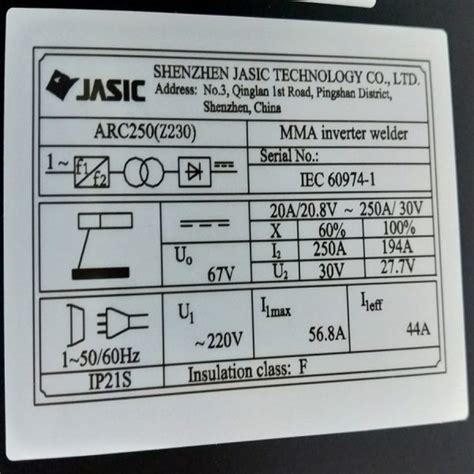 JASIC
SHENZHEN JASIC TECHNOLOGY CO., LTD.
Address: No.3, Qinglan 1st Road, Pingshan District,
Shenzhen, China
ARC250(Z230) MMA inverter welder
1~ f1 f2 Serial No.:
IEC 60974-1
20A/20.8V ~ 250A/ 30V
X 60% 100%
U₀ I₂ 250A 194A
67V U₂ 30V 27.7V
U₁ I₁max I₁eff
~220V 56.8A 44A
1~50/60Hz
IP21S Insulation class: F